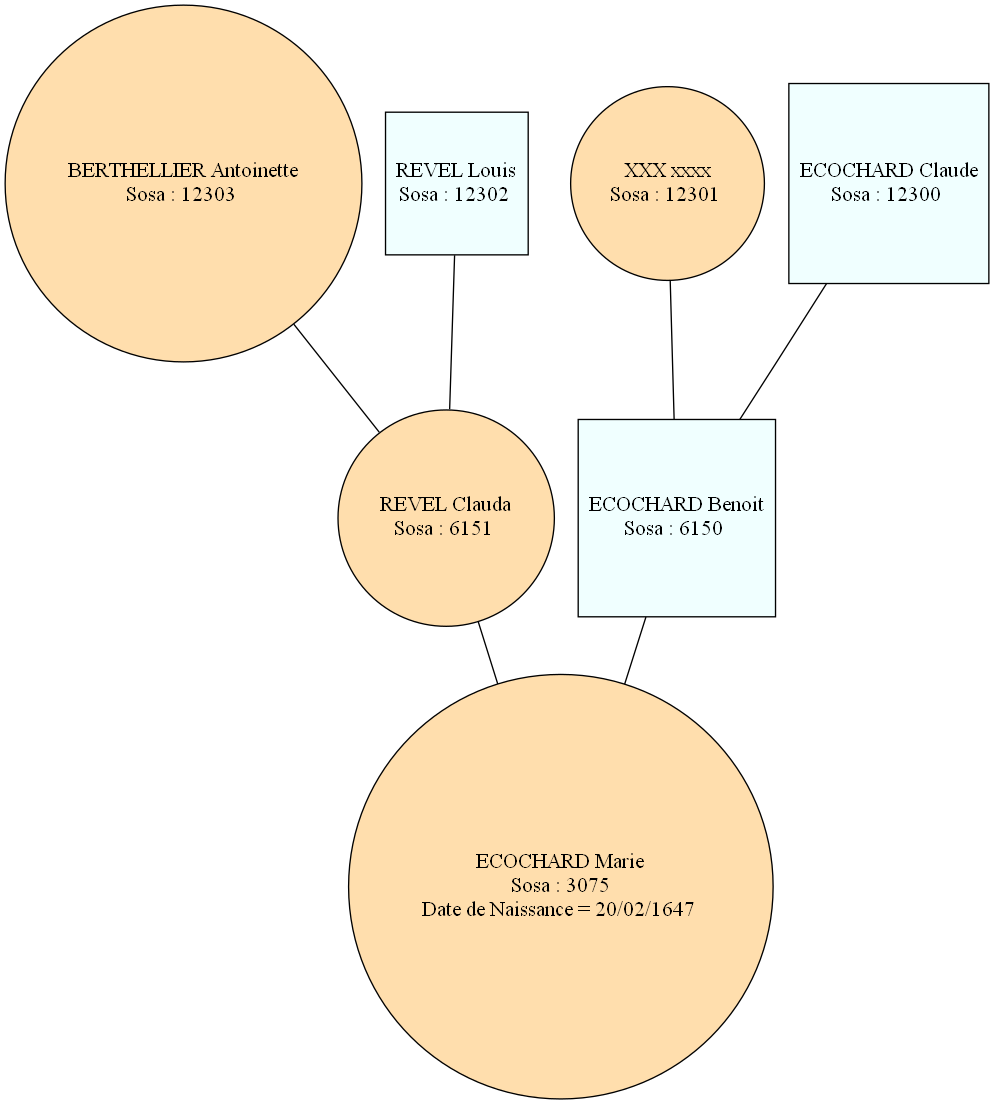 BERTHELLIER Antoinette
Sosa : 12303
REVEL Louis
Sosa : 12302
XXX xxxx
Sosa : 12301
ECOCHARD Claude
Sosa : 12300
REVEL Clauda
Sosa : 6151
ECOCHARD Benoit
Sosa : 6150
ECOCHARD Marie
Sosa : 3075
Date de Naissance = 20/02/1647